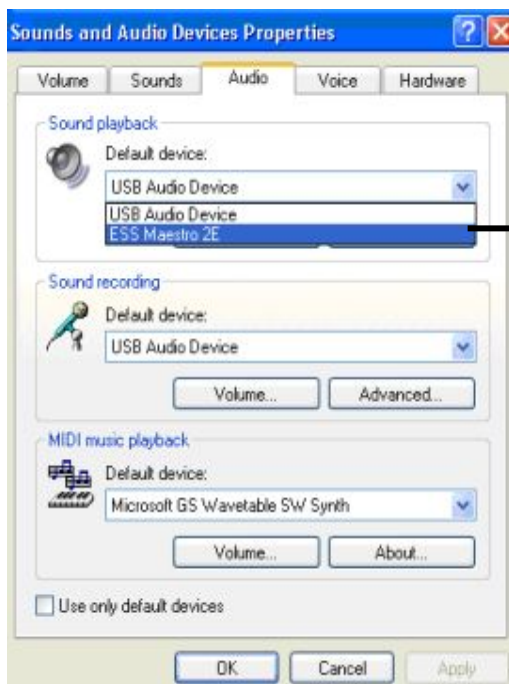 Sounds and Audio Devices Properties
Volume Sounds Audio Voice Hardware
Sound playback
Default device:
USB Audio Device
USB Audio Device
ESS Maestro 2E
Sound recording
Default device:
USB Audio Device
Volume... Advanced...
MIDI music playback
Default device:
Microsoft GS Wavetable SW Synth
Volume... About...
Use only default devices
OK Cancel Apply